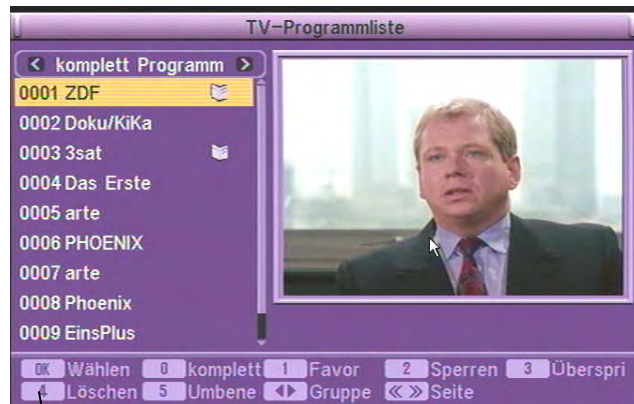 TV-Programmliste
komplett Programm
0001 ZDF
0002 Doku/KiKa
0003 3sat
0004 Das Erste
0005 arte
0006 PHOENIX
0007 arte
0008 Phoenix
0009 EinsPlus
OK Wählen 0 komplett 1 Favor 2 Sperren 3 Überspri
4 Löschen 5 Umbene Gruppe Seite